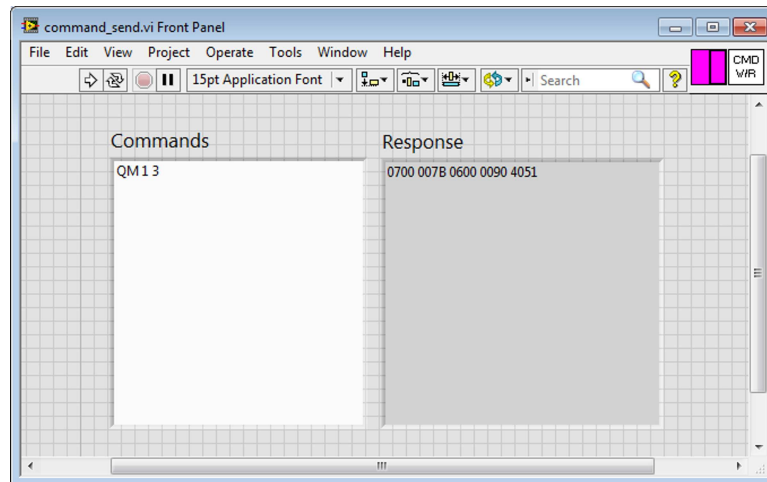 command_send.vi Front Panel
File Edit View Project Operate Tools Window Help
15pt Application Font
Search
?
CMD
W/R
Commands
Response
QM 1 3
0700 007B 0600 0090 4051